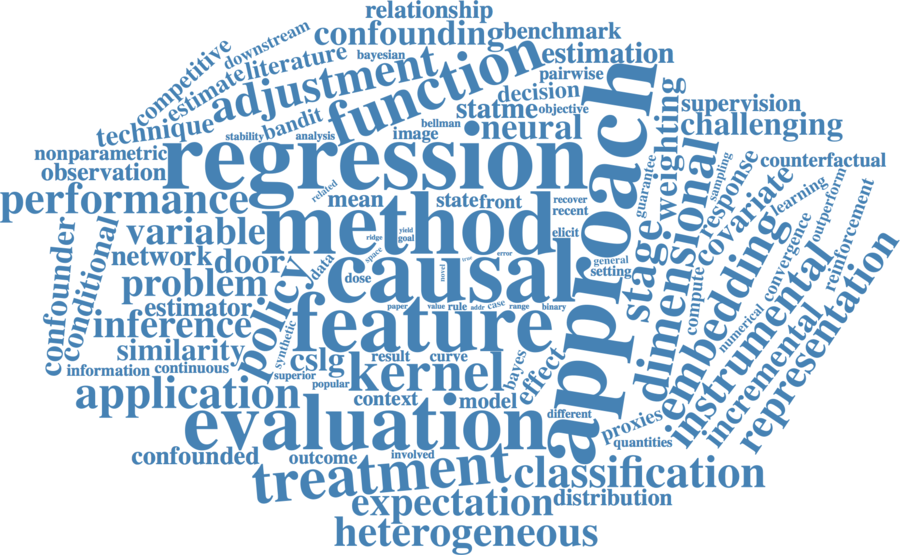 relationship
confounding
benchmark
downstream
competitive
literature
bayesian
estimate
adjustment
function
estimation
pairwise
decision
technique
stability
bandit
analysis
image
statme
objective
bellman
neural
approach
weighting
supervision
challenging
nonparametric
observation
regression
guarantee
sampling
counterfactual
performance
related
mean
state
front
recover
recent
dimensional
response
covariate
learning
outperform
variable
method
ridge
yield
goal
elicit
stage
confounder
conditional
network
door
data
space
causal
novel
true
error
general
setting
compute
embedding
convergence
reinforcement
problem
policy
dose
numerical
instrumental
estimator
paper
value
rule
addr
case
range
binary
inference
feature
incremental
representation
similarity
synthetic
cslg
result
curve
bayes
effect
information
continuous
superior
popular
kernel
application
context
model
different
proxies
quantities
evaluation
confounded
outcome
involved
treatment
classification
expectation
distribution
heterogeneous